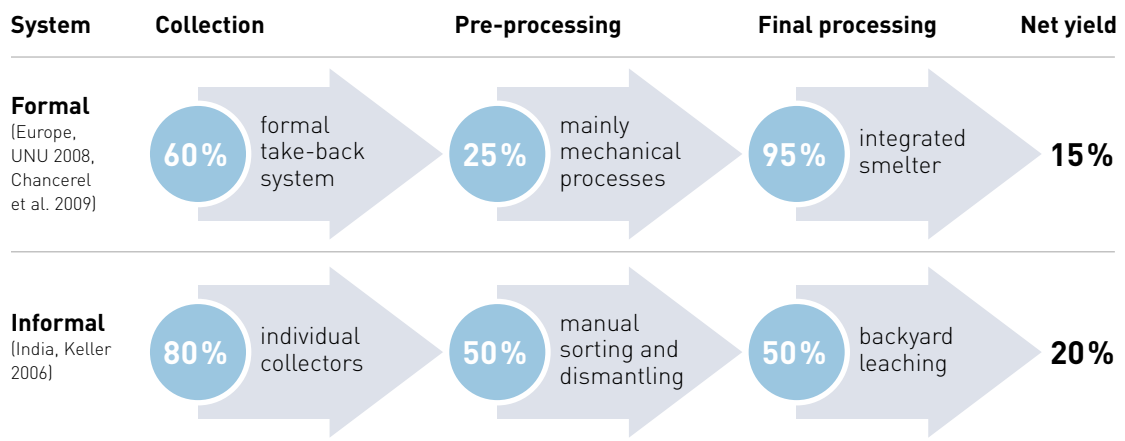 System Collection Pre-processing Final processing Net yield
Formal
(Europe,
UNU 2008,
Chancerel
et al. 2009)
60%
formal
take-back
system
25%
mainly
mechanical
processes
95%
integrated
smelter
15%
Informal
(India, Keller
2006)
80%
individual
collectors
50%
manual
sorting and
dismantling
50%
backyard
leaching
20%